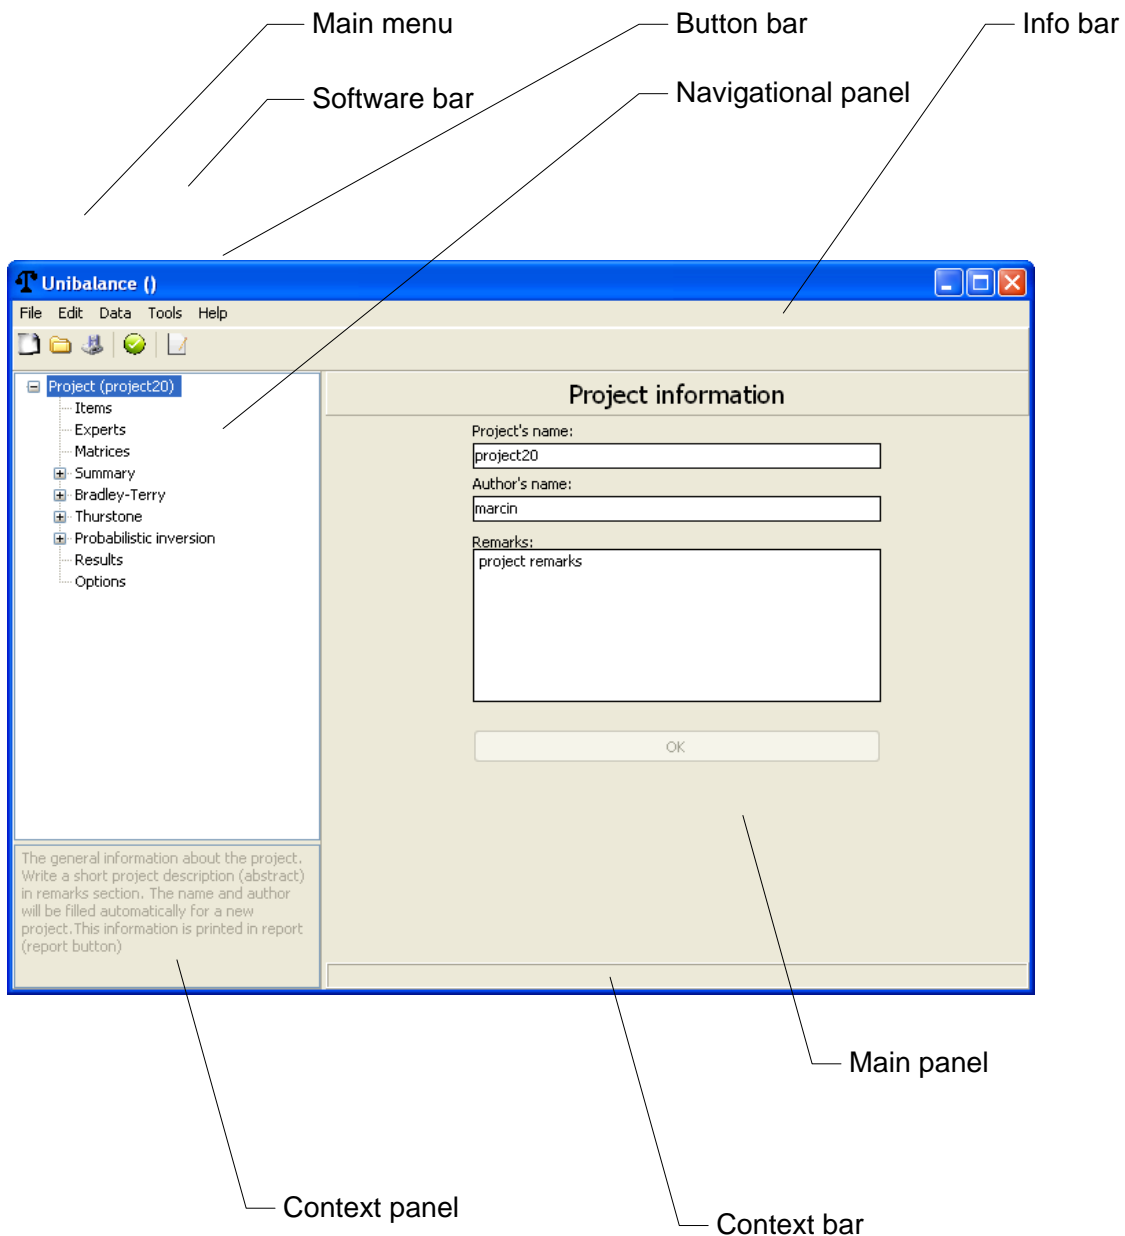 Main menu
Button bar
Info bar
Software bar
Navigational panel
Unibalance ()
File Edit Data Tools Help
Project (project20)
Items
Experts
Matrices
Summary
Bradley-Terry
Thurstone
Probabilistic inversion
Results
Options
Project information
Project's name:
project20
Author's name:
marcin
Remarks:
project remarks
OK
The general information about the project.
Write a short project description (abstract)
in remarks section. The name and author
will be filled automatically for a new
project.This information is printed in report
(report button)
Main panel
Context panel
Context bar